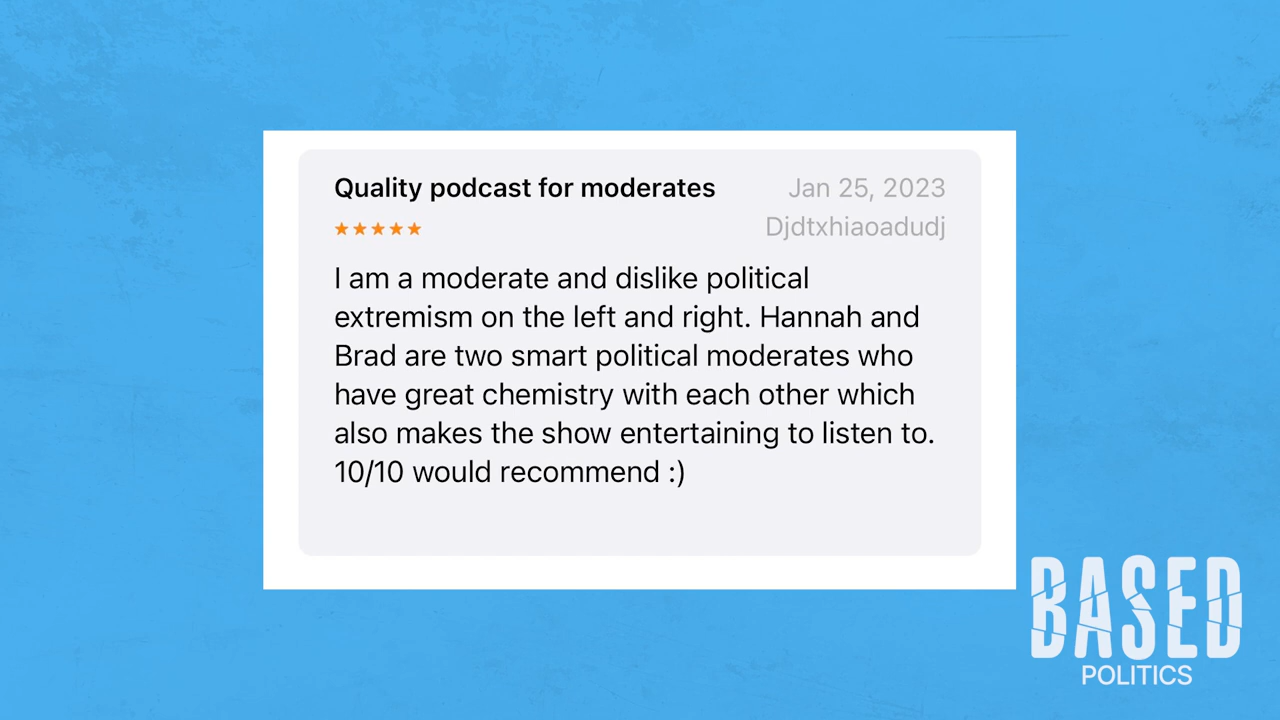 Quality podcast for moderates
Jan 25, 2023
★★★★★
Djdtxhiaoadudj
I am a moderate and dislike political
extremism on the left and right. Hannah and
Brad are two smart political moderates who
have great chemistry with each other which
also makes the show entertaining to listen to.
10/10 would recommend :)
BASED
POLITICS